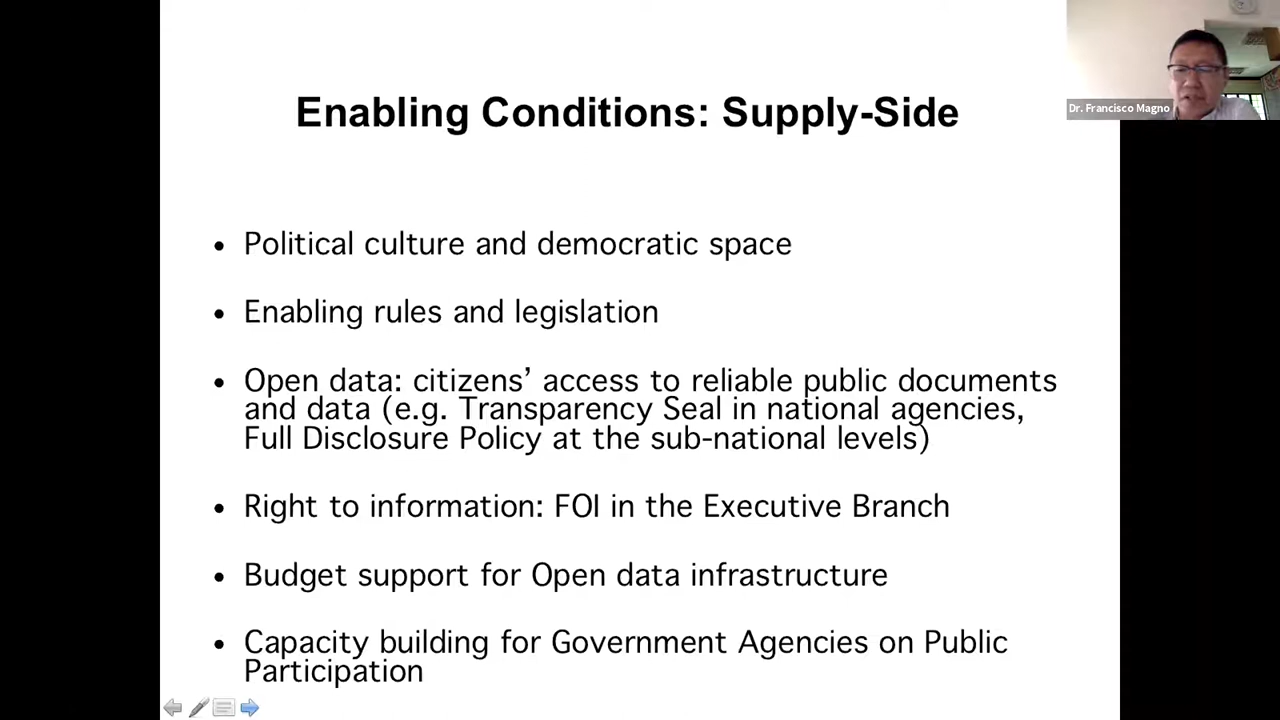 Dr. Francisco Magno
Enabling Conditions: Supply-Side
• Political culture and democratic space
• Enabling rules and legislation
• Open data: citizens’ access to reliable public documents
and data (e.g. Transparency Seal in national agencies,
Full Disclosure Policy at the sub-national levels)
• Right to information: FOI in the Executive Branch
• Budget support for Open data infrastructure
• Capacity building for Government Agencies on Public
Participation